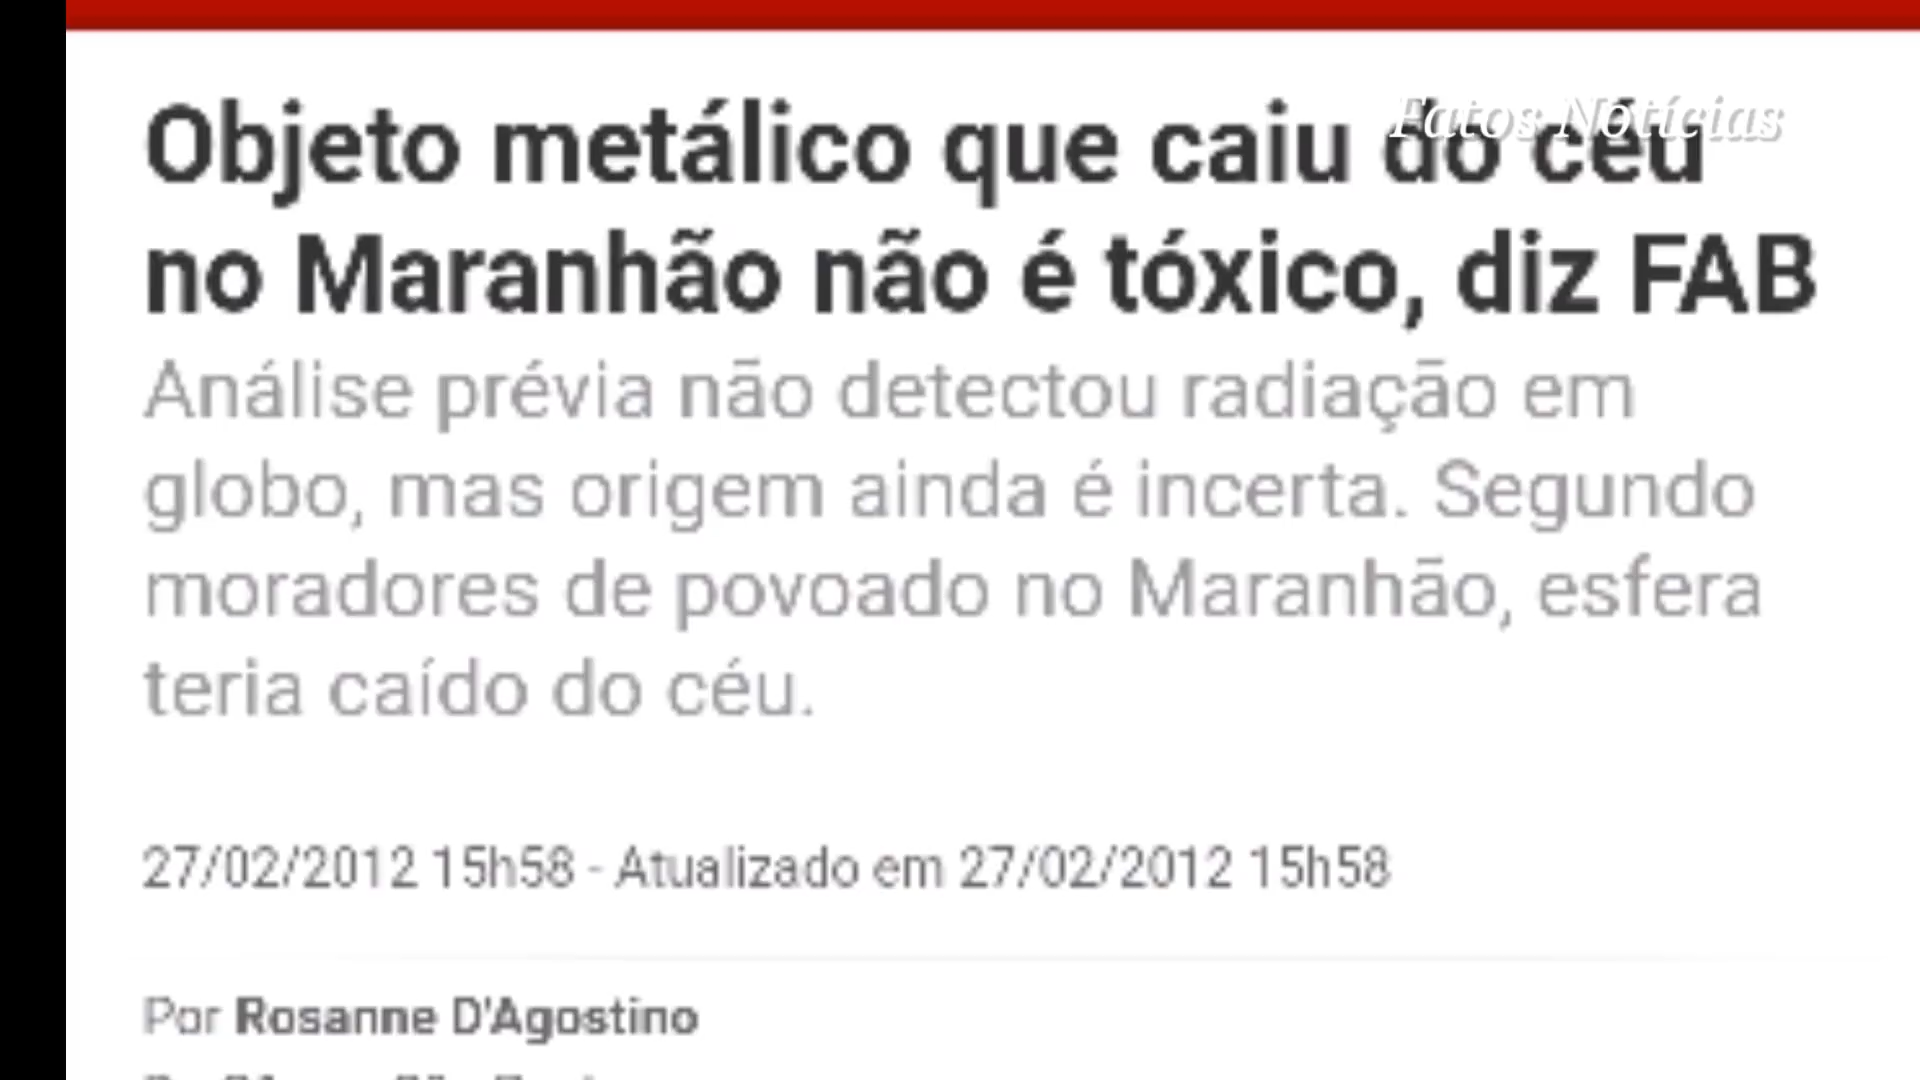 Fatos Notícias
Objeto metálico que caiu do céu
no Maranhão não é tóxico, diz FAB
Análise prévia não detectou radiação em
globo, mas origem ainda é incerta. Segundo
moradores de povoado no Maranhão, esfera
teria caído do céu.
27/02/2012 15h58 - Atualizado em 27/02/2012 15h58
Por Rosanne D'Agostino